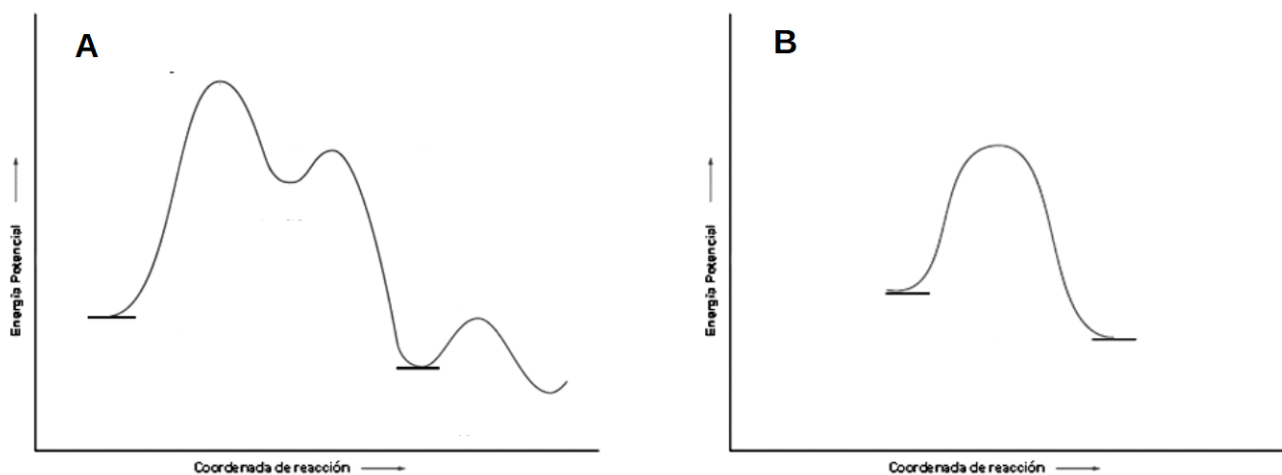 A
Energía Potencial
Coordenada de reacción
B
Energía Potencial
Coordenada de reacción